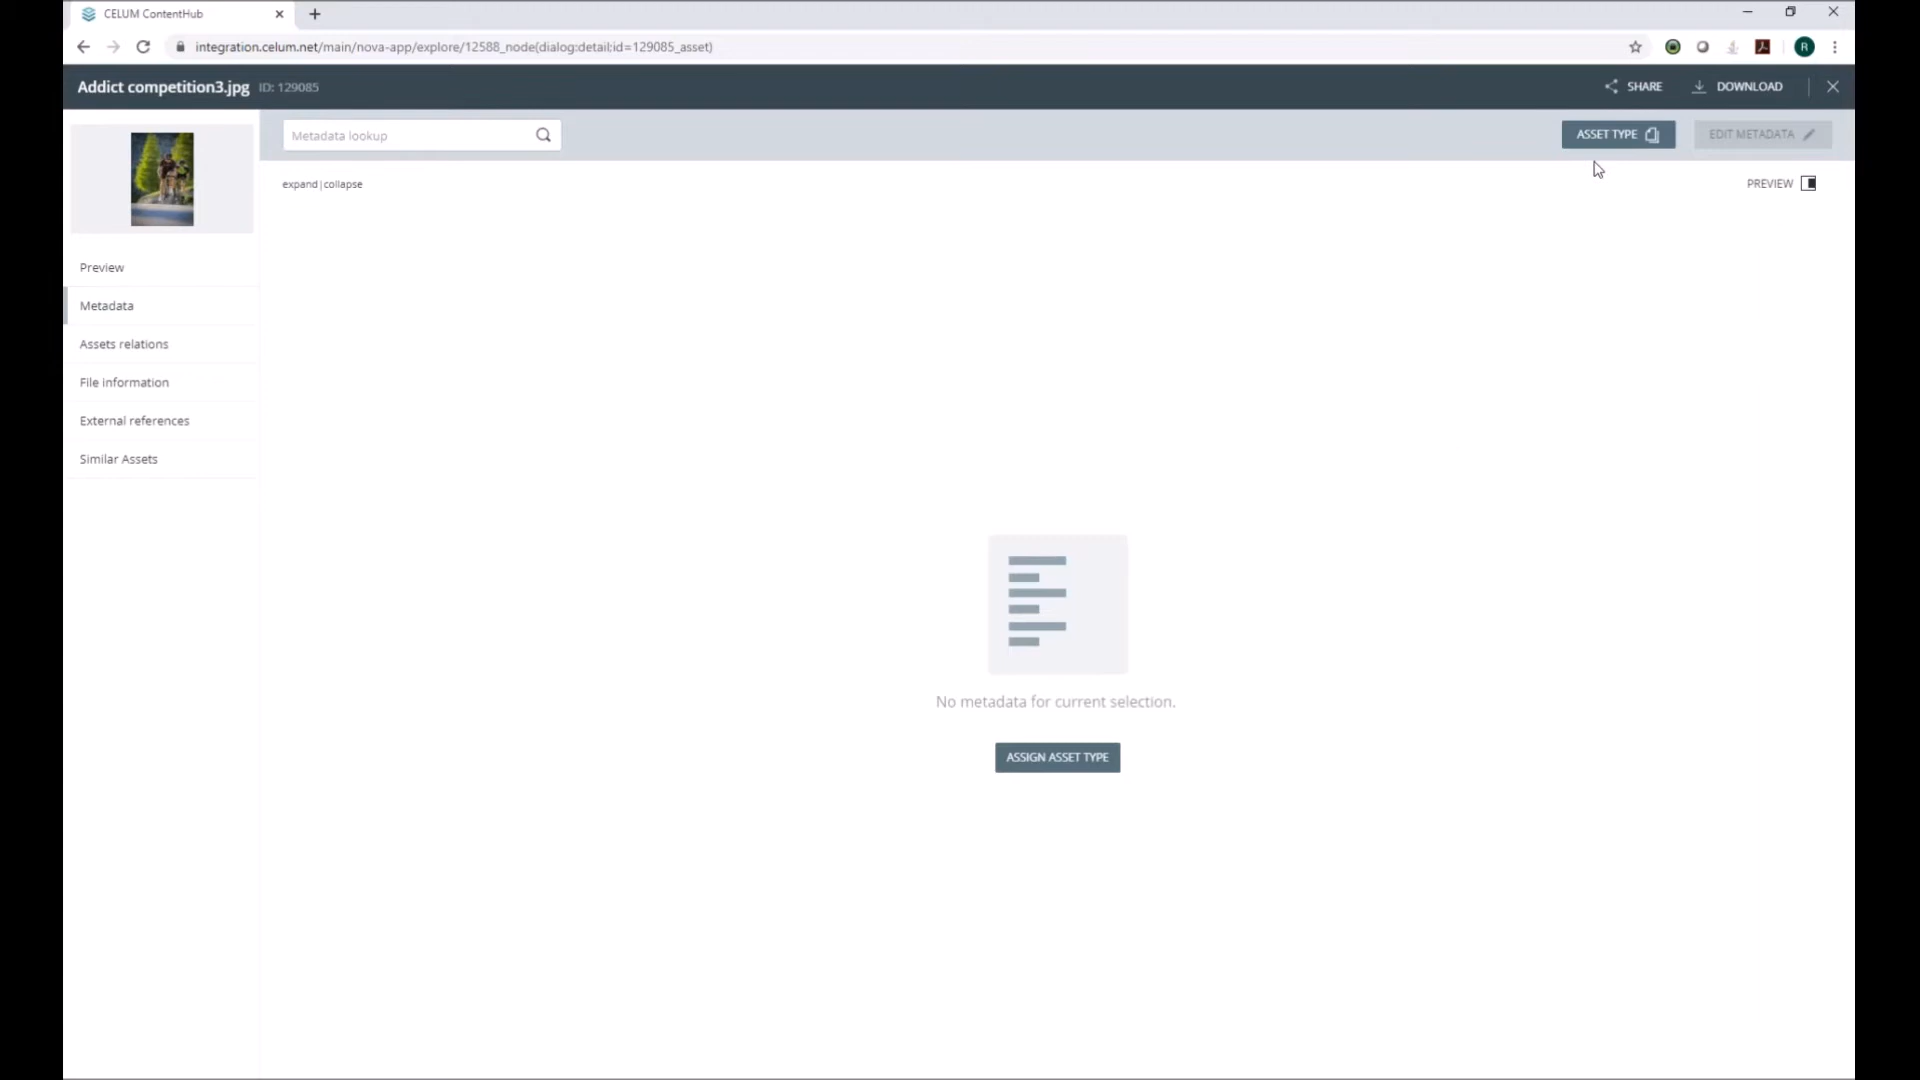 CELUM ContentHub
integration.celum.net/main/nova-app/explore/12588_node(dialog:detail;id=129085_asset)
R
Addict competition3.jpg ID: 129085
SHARE
DOWNLOAD
Metadata lookup
ASSET TYPE
EDIT METADATA
expand|collapse
PREVIEW
Preview
Metadata
Assets relations
File information
External references
Similar Assets
No metadata for current selection.
ASSIGN ASSET TYPE